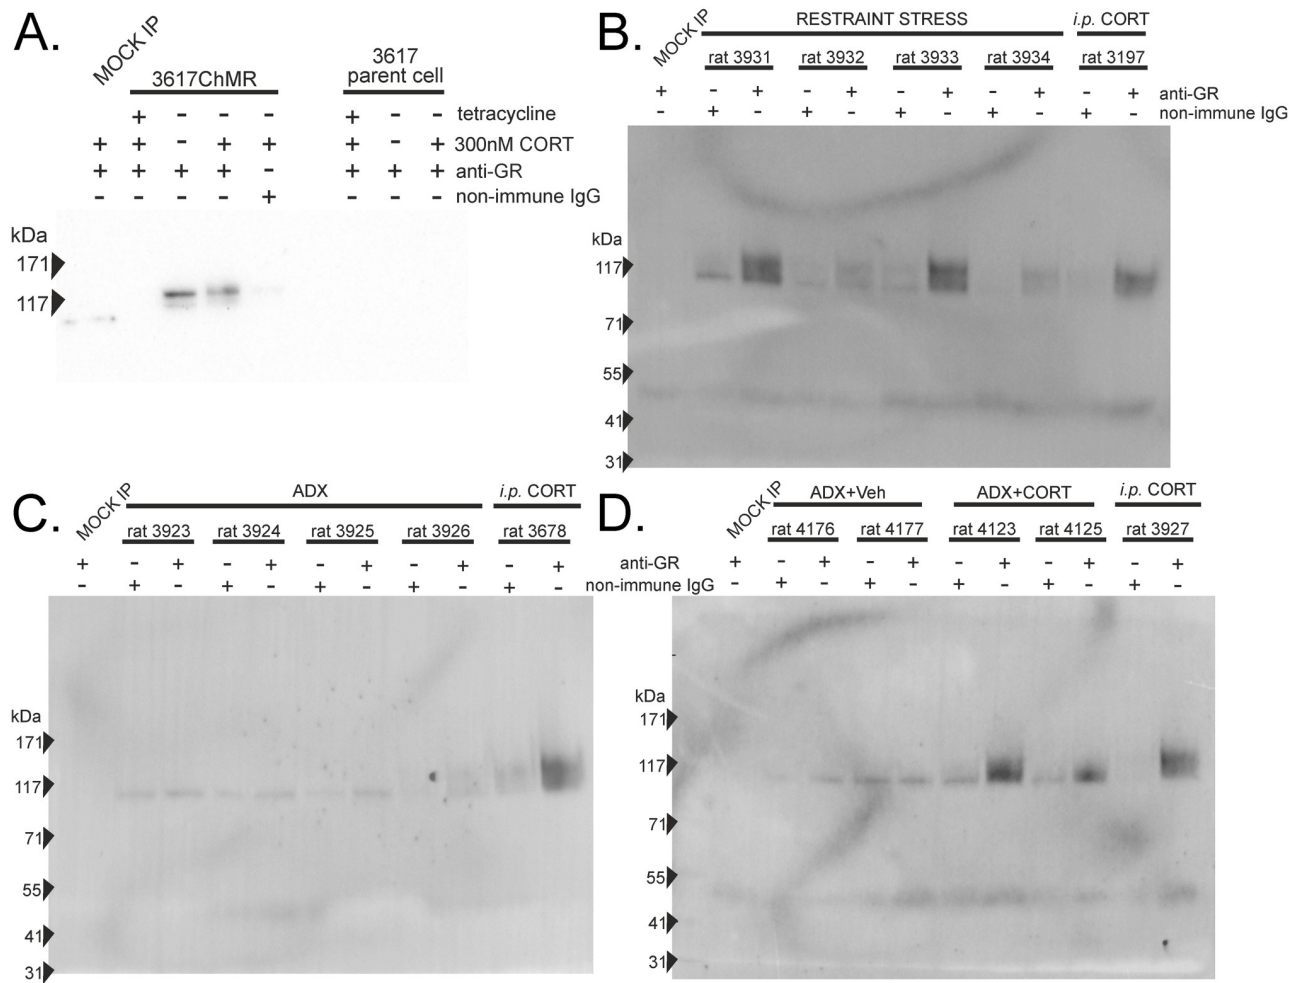 A.
MOCK IP
3617ChMR
3617
parent cell
+ - - - + - - tetracycline
+ + - + + + - + 300nM CORT
+ + + + - + + + anti-GR
- - - - + - - - non-immune IgG
kDa
171
117
B.
MOCK IP
RESTRAINT STRESS
i.p. CORT
rat 3931 rat 3932 rat 3933 rat 3934 rat 3197
+ - + - + - + - + - + anti-GR
- + - + - + - + - + - non-immune IgG
kDa
117
71
55
41
31
C.
MOCK IP
ADX
i.p. CORT
rat 3923 rat 3924 rat 3925 rat 3926 rat 3678
+ - + - + - + - + - + anti-GR
- + - + - + - + - + - non-immune IgG
kDa
171
117
71
55
41
31
D.
MOCK IP
ADX+Veh
ADX+CORT
i.p. CORT
rat 4176 rat 4177 rat 4123 rat 4125 rat 3927
+ - + - + - + - + - +
- + - + - + - + - + -
kDa
171
117
71
55
41
31